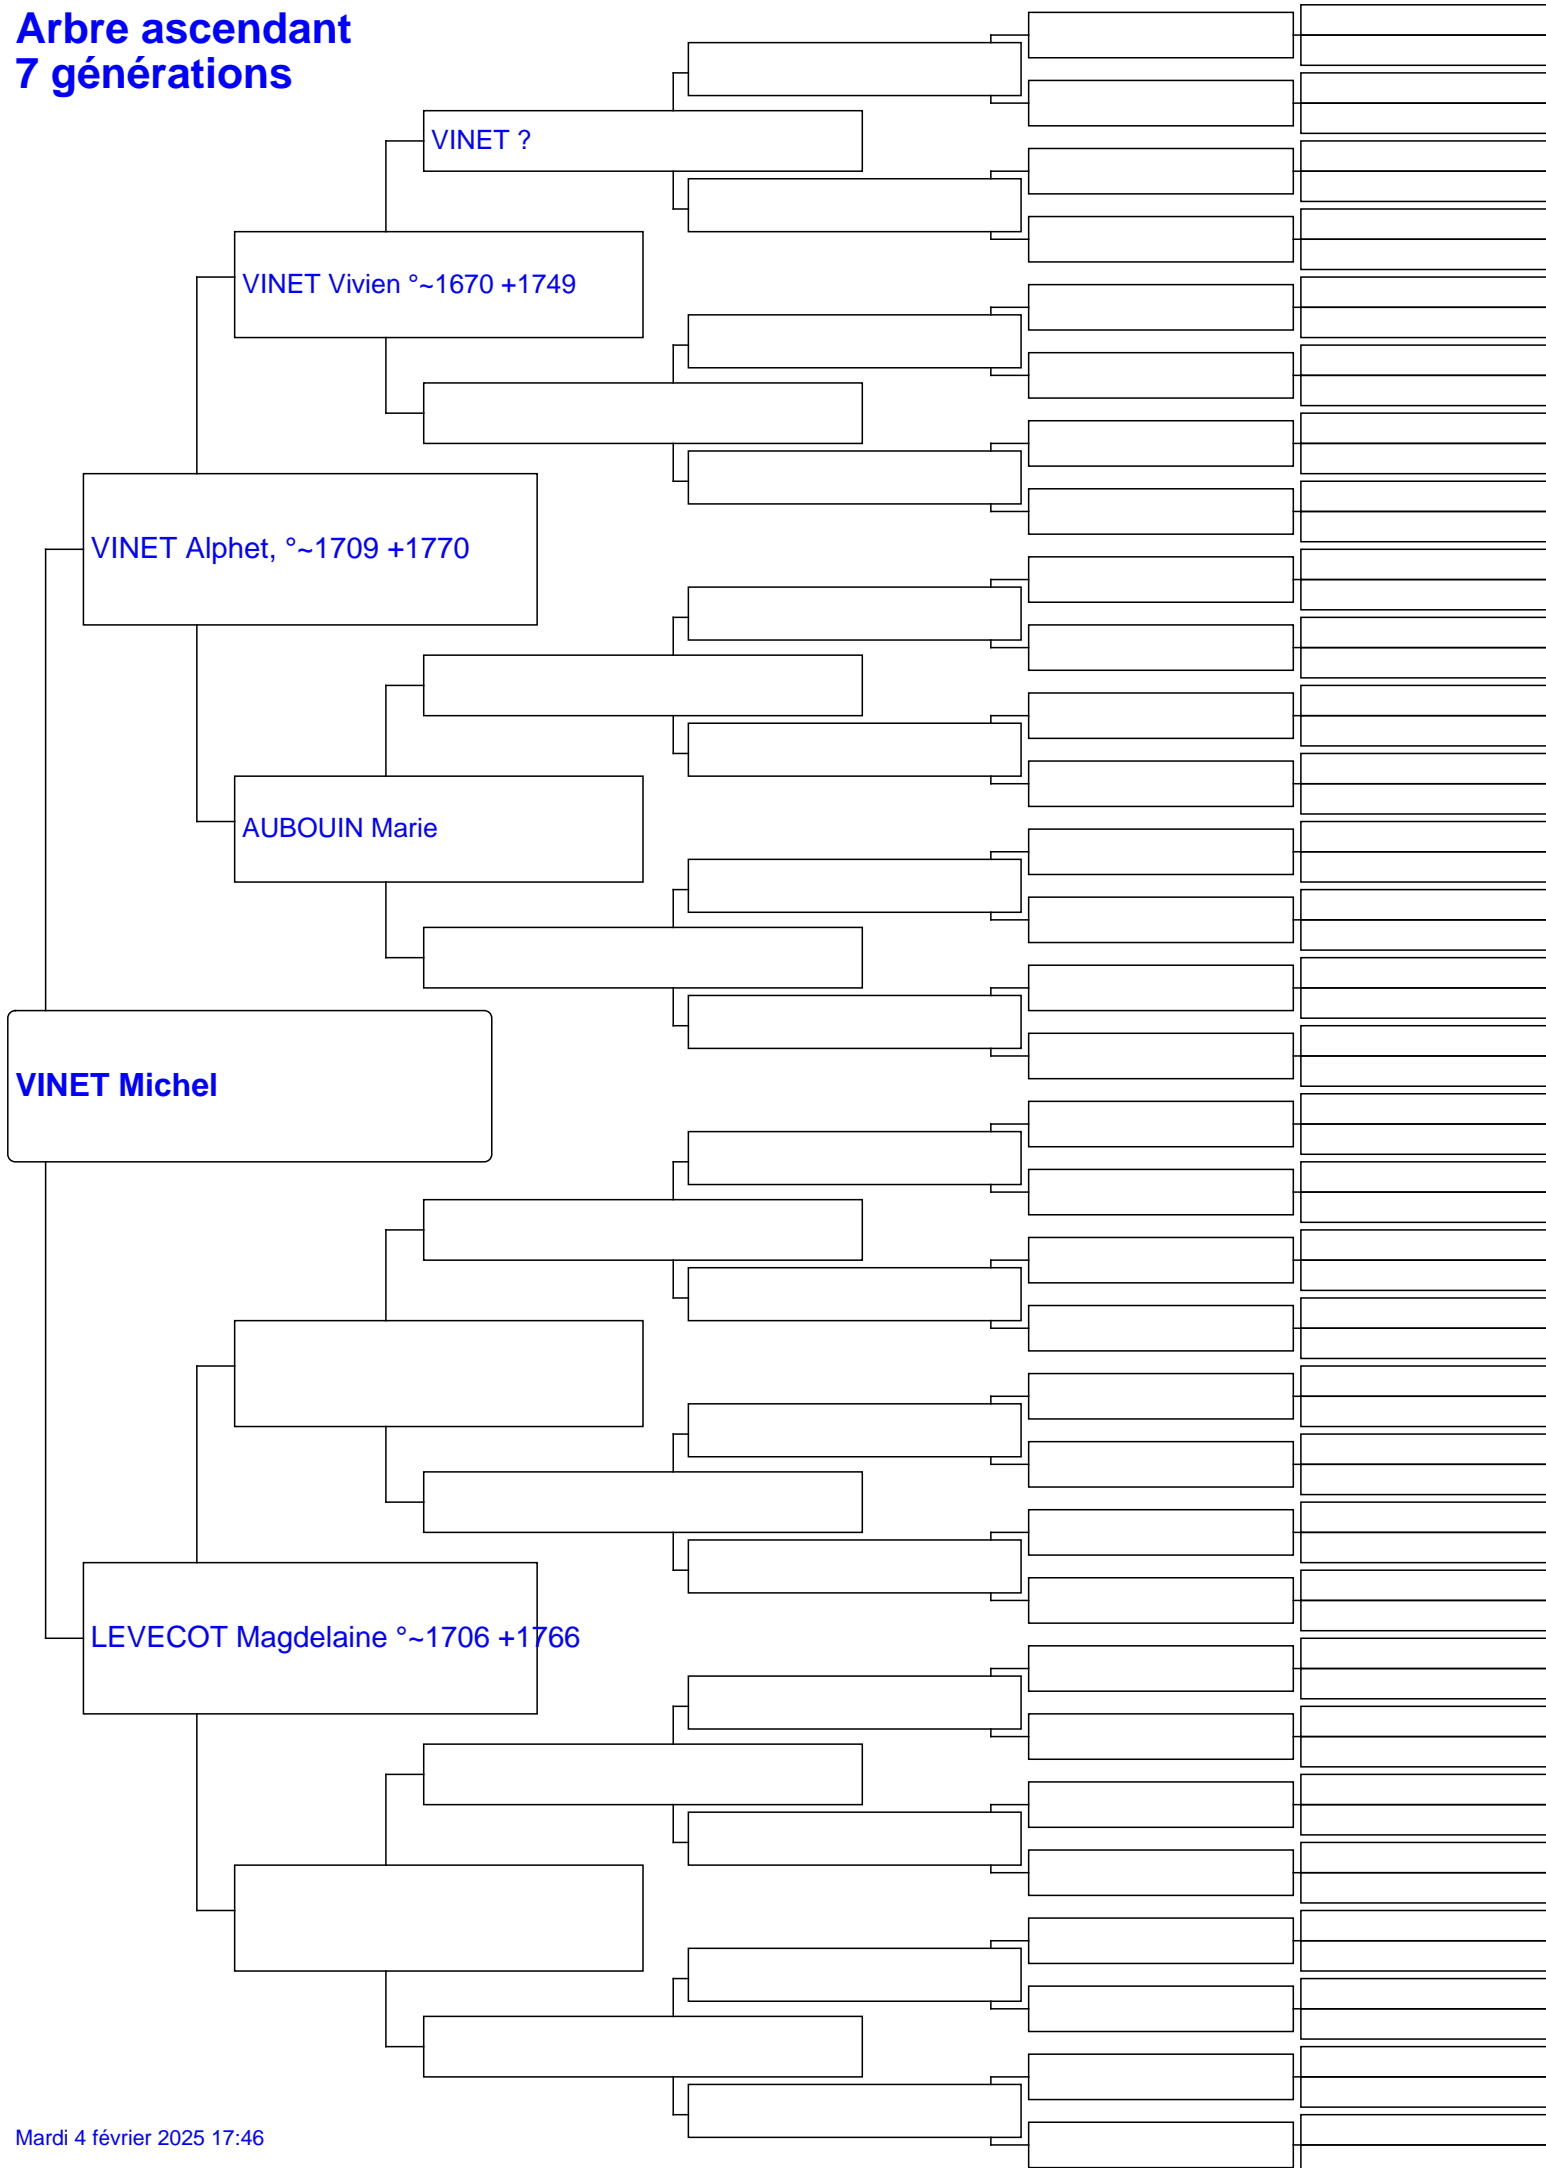 Arbre ascendant
7 générations
VINET ?
VINET Vivien °~1670 +1749
VINET Alphet, °~1709 +1770
AUBOUIN Marie
VINET Michel
LEVECOT Magdelaine °~1706 +1766
Mardi 4 février 2025 17:46